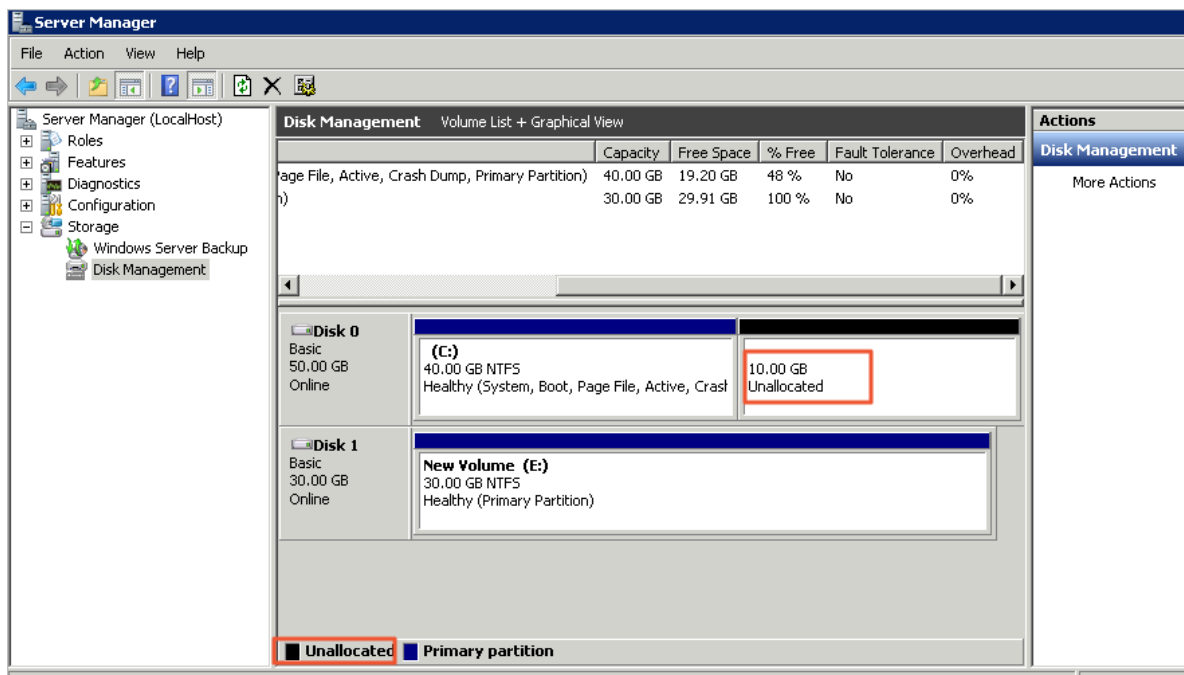 Server Manager
File Action View Help
Server Manager (LocalHost)
Roles
Features
Diagnostics
Configuration
Storage
Windows Server Backup
Disk Management
Disk Management Volume List + Graphical View
Capacity Free Space % Free Fault Tolerance Overhead
age File, Active, Crash Dump, Primary Partition) 40.00 GB 19.20 GB 48 % No 0%
n) 30.00 GB 29.91 GB 100 % No 0%
Disk 0
Basic
50.00 GB
Online
(C:)
40.00 GB NTFS
Healthy (System, Boot, Page File, Active, Crash
10.00 GB
Unallocated
Disk 1
Basic
30.00 GB
Online
New Volume (E:)
30.00 GB NTFS
Healthy (Primary Partition)
Unallocated Primary partition
Actions
Disk Management
More Actions